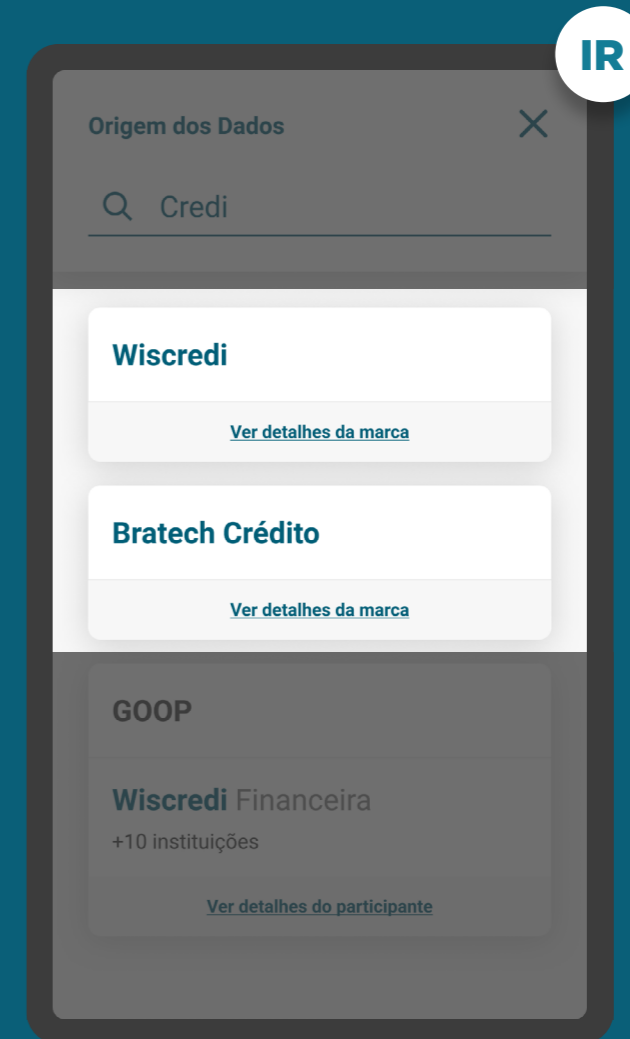 IR
Origem dos Dados
Credi
Wiscredi
Ver detalhes da marca
Bratech Crédito
Ver detalhes da marca
GOOP
Wiscredi Financeira
+10 instituições
Ver detalhes do participante